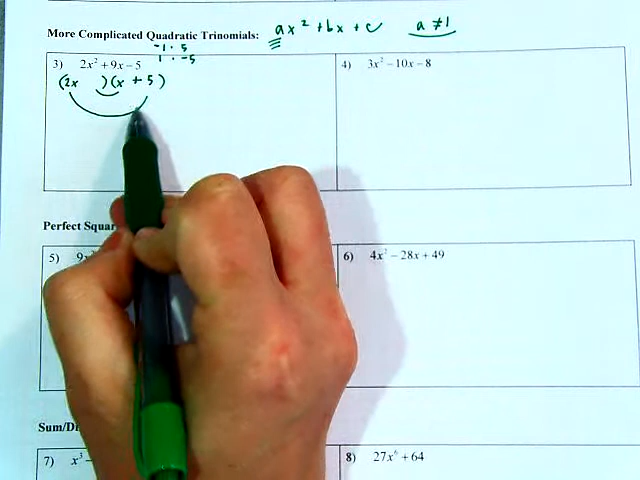 More Complicated Quadratic Trinomials: ax² + bx + c a ≠ 1
-1 · 5
1 · -5
3) 2x² + 9x − 5
(2x )(x + 5)
4) 3x² − 10x − 8
Perfect Squar
5) 9x²
6) 4x² − 28x + 49
Sum/Di
7) x³ −
8) 27x⁶ + 64